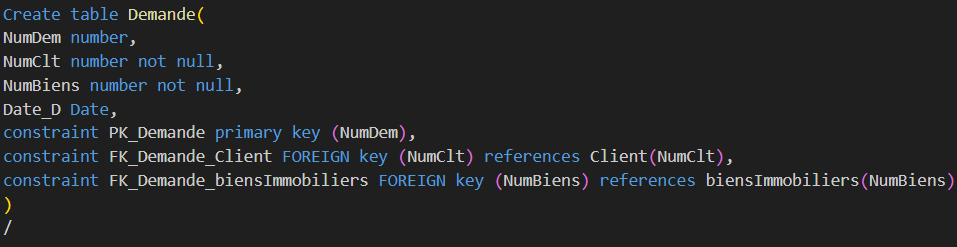 Create table Demande(
NumDem number,
NumClt number not null,
NumBiens number not null,
Date_D Date,
constraint PK_Demande primary key (NumDem),
constraint FK_Demande_Client FOREIGN key (NumClt) references Client(NumClt),
constraint FK_Demande_biensImmobiliers FOREIGN key (NumBiens) references biensImmobiliers(NumBiens)
)
/